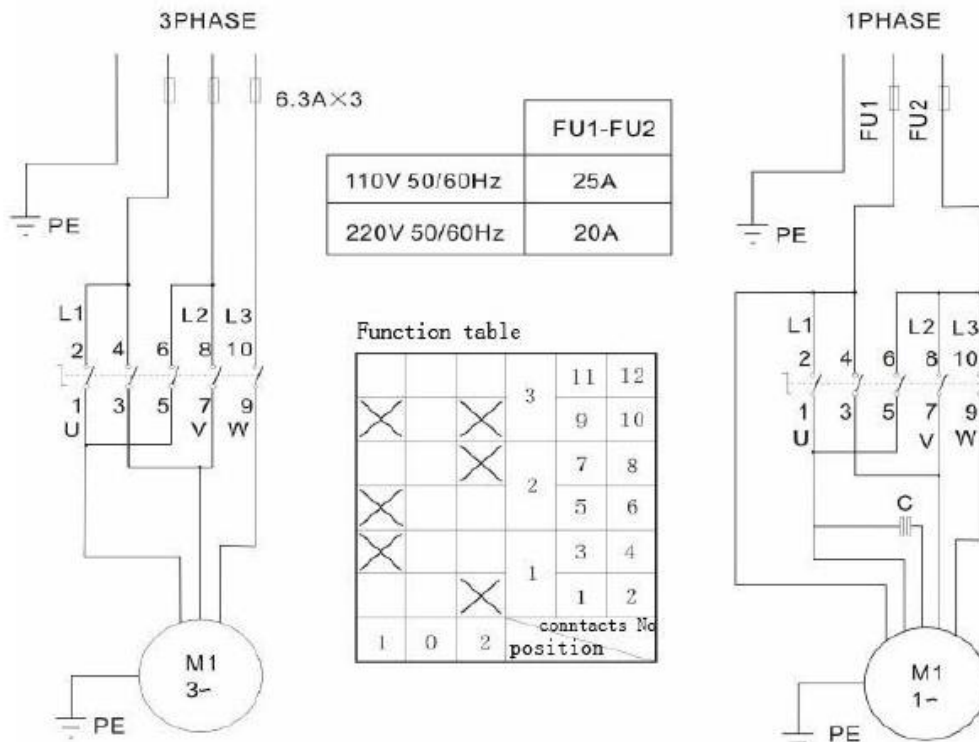 3PHASE
6.3A×3
PE
L1 L2 L3
2 4 6 8 10
1 3 5 7 9
U V W
M1
3~
PE
FU1-FU2
110V 50/60Hz 25A
220V 50/60Hz 20A
Function table
3 11 12
9 10
2 7 8
5 6
1 3 4
1 2
conntacts No
1 0 2 position
1PHASE
FU1 FU2
PE
L1 L2 L3
2 4 6 8 10
1 3 5 7 9
U V W
C
M1
1~
PE